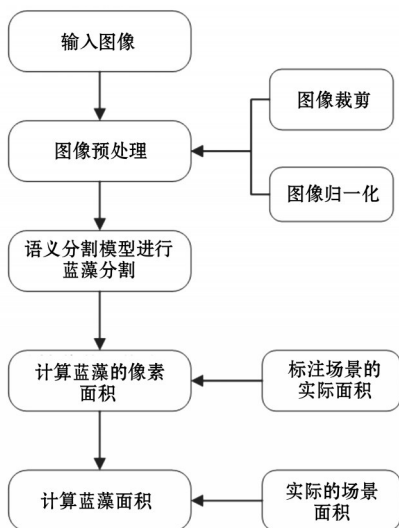 输入图像
图像裁剪
图像预处理
图像归一化
语义分割模型进行
蓝藻分割
计算蓝藻的像素
面积
标注场景的
实际面积
计算蓝藻面积
实际的场景
面积